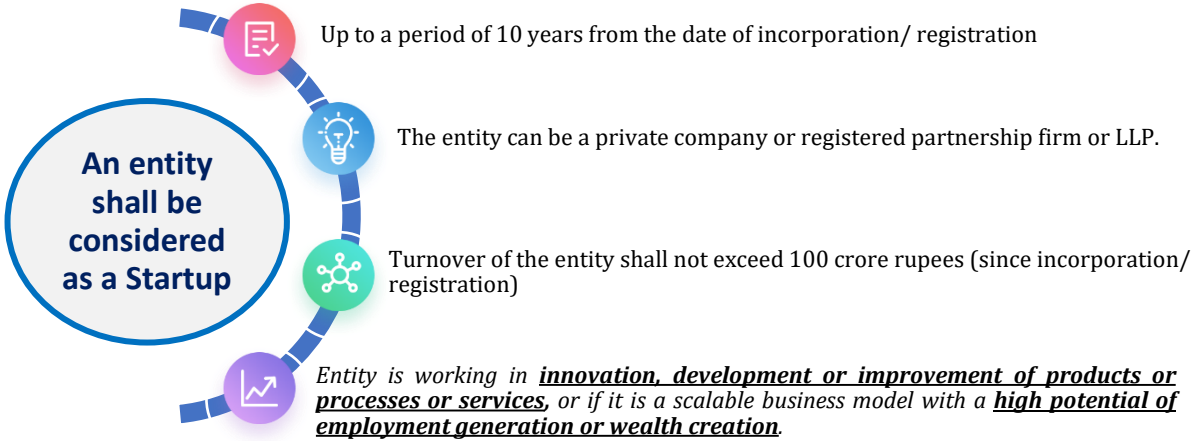 An entity
shall be
considered
as a Startup
Up to a period of 10 years from the date of incorporation/ registration
The entity can be a private company or registered partnership firm or LLP.
Turnover of the entity shall not exceed 100 crore rupees (since incorporation/
registration)
Entity is working in innovation, development or improvement of products or
processes or services, or if it is a scalable business model with a high potential of
employment generation or wealth creation.